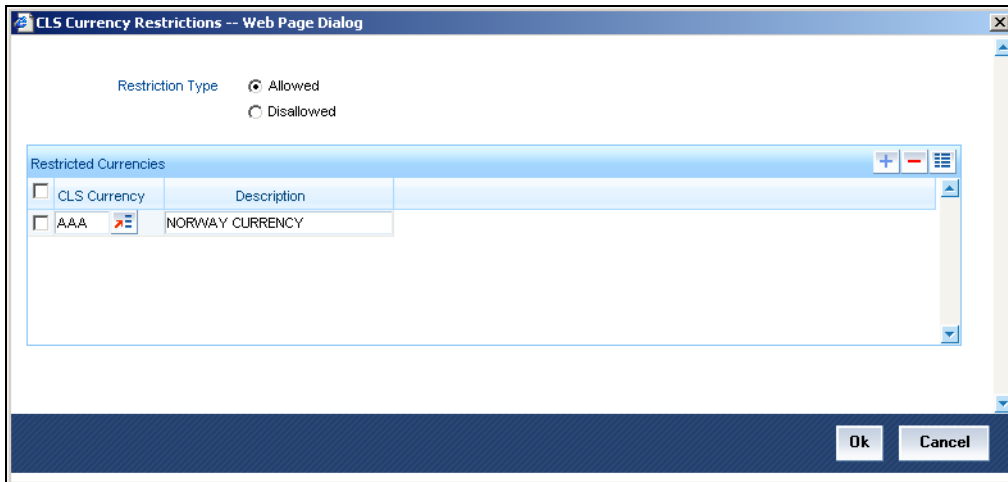 CLS Currency Restrictions -- Web Page Dialog
Restriction Type
Allowed
Disallowed
Restricted Currencies
CLS Currency Description
AAA NORWAY CURRENCY
Ok Cancel